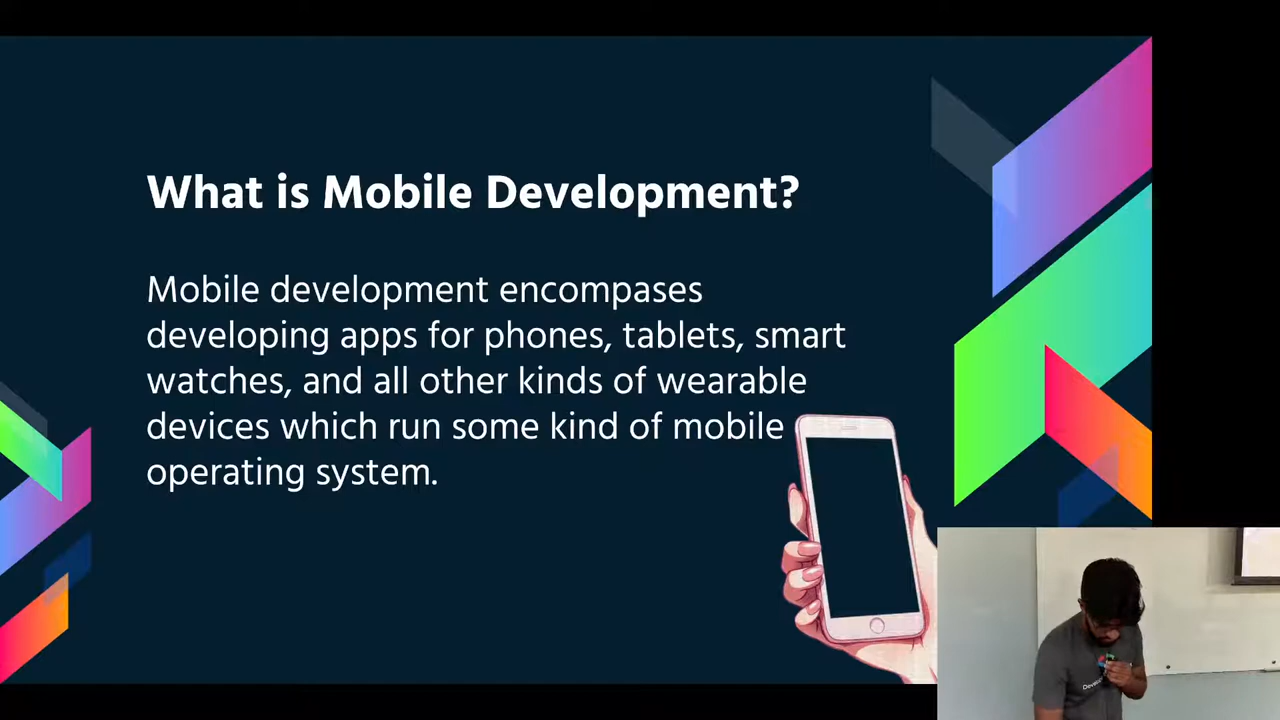 What is Mobile Development?
Mobile development encompases
developing apps for phones, tablets, smart
watches, and all other kinds of wearable
devices which run some kind of mobile
operating system.